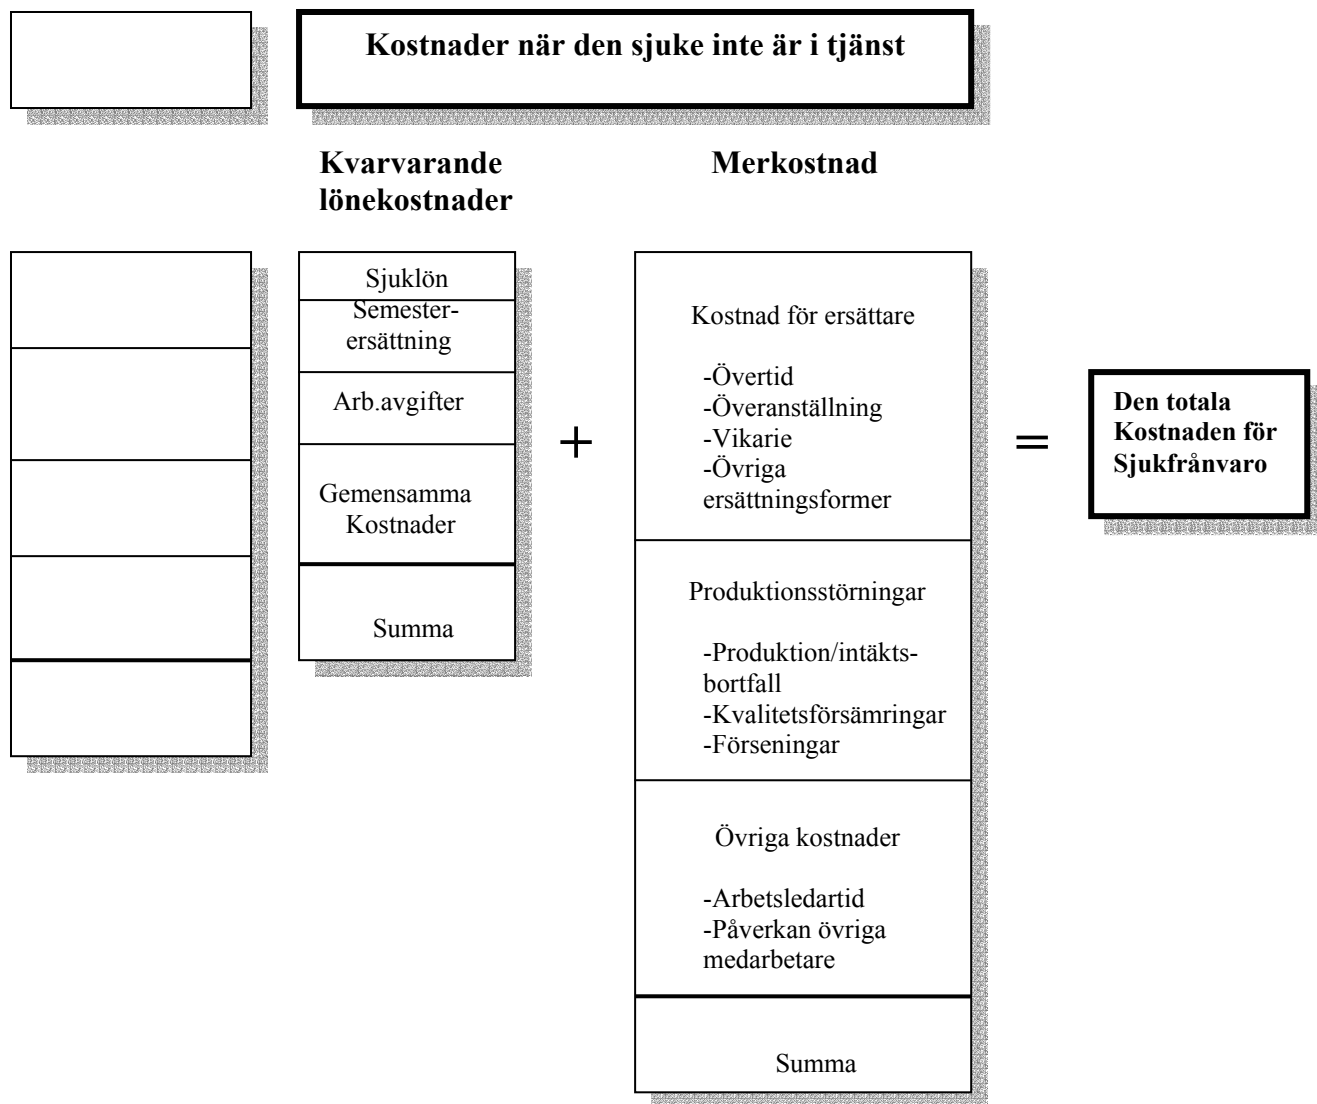 Kostnader när den sjuke inte är i tjänst
Kvarvarande
lönekostnader
Merkostnad
Sjuklön
Semester-
ersättning
Arb.avgifter
Gemensamma
Kostnader
Summa
+
Kostnad för ersättare
-Övertid
-Överanställning
-Vikarie
-Övriga
ersättningsformer
Produktionsstörningar
-Produktion/intäkts-
bortfall
-Kvalitetsförsämringar
-Förseningar
Övriga kostnader
-Arbetsledartid
-Påverkan övriga
medarbetare
Summa
=
Den totala
Kostnaden för
Sjukfrånvaro